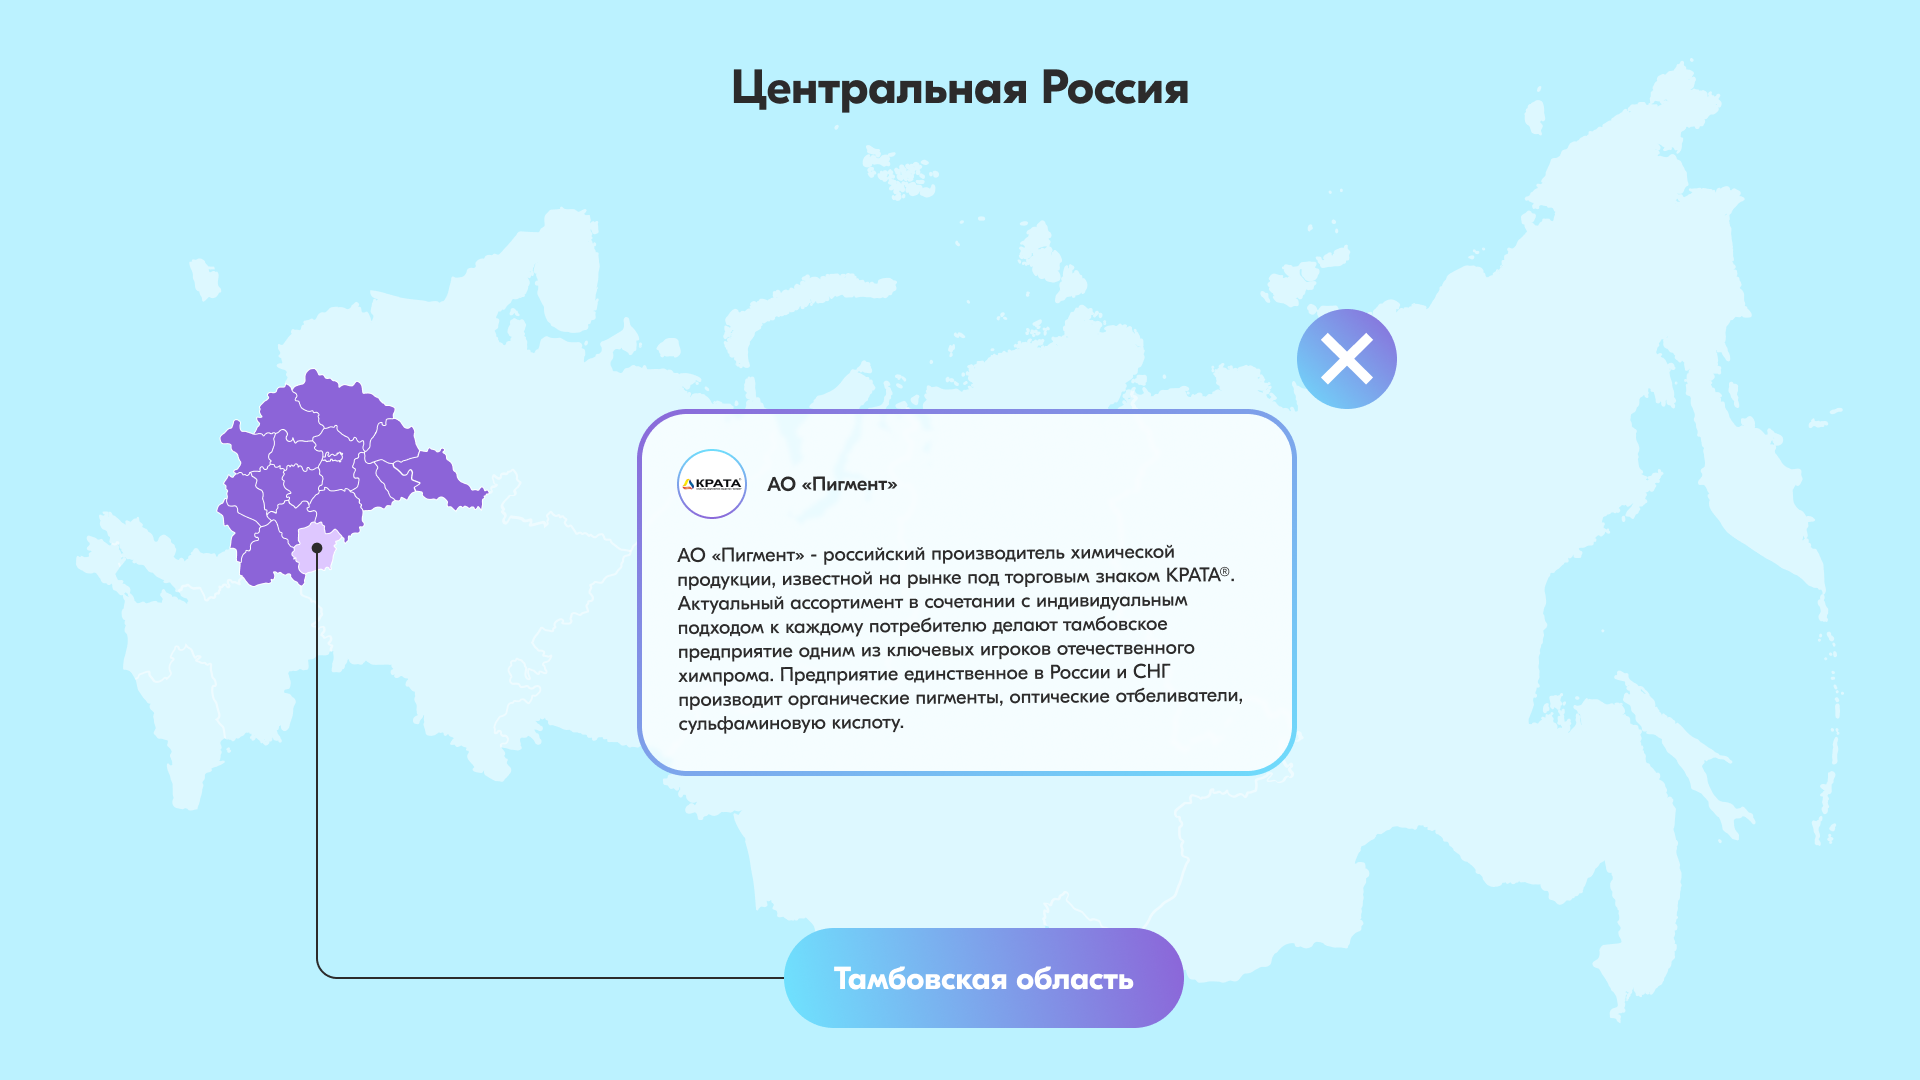 Центральная Россия
КРАТА
АО «Пигмент»
АО «Пигмент» - российский производитель химической
продукции, известной на рынке под торговым знаком КРАТА®.
Актуальный ассортимент в сочетании с индивидуальным
подходом к каждому потребителю делают тамбовское
предприятие одним из ключевых игроков отечественного
химпрома. Предприятие единственное в России и СНГ
производит органические пигменты, оптические отбеливатели,
сульфаминовую кислоту.
Тамбовская область